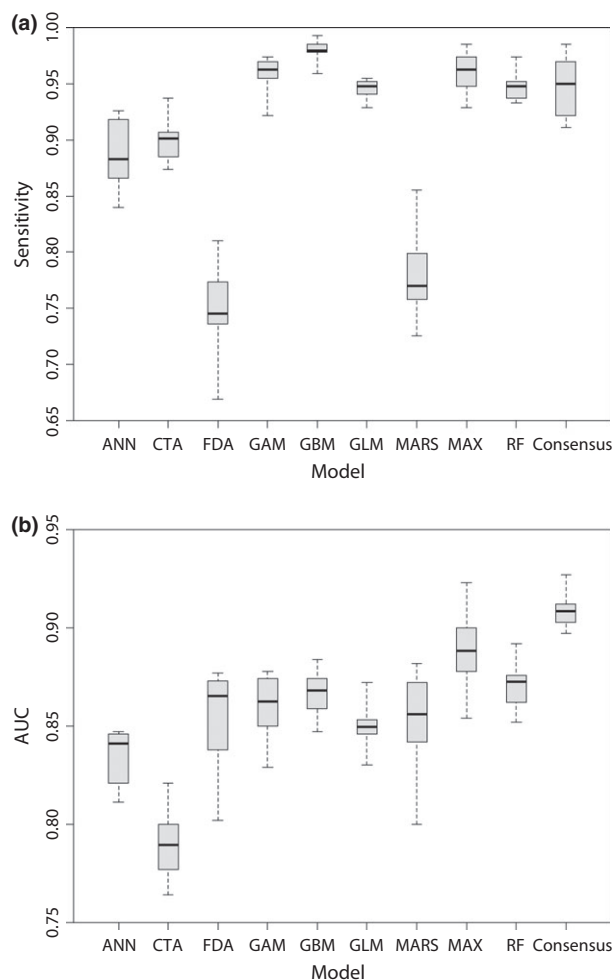 (a)
1.00
0.95
0.90
0.85
0.80
0.75
0.70
0.65
Sensitivity
ANN CTA FDA GAM GBM GLM MARS MAX RF Consensus
Model
(b)
0.95
0.90
0.85
0.80
0.75
AUC
ANN CTA FDA GAM GBM GLM MARS MAX RF Consensus
Model